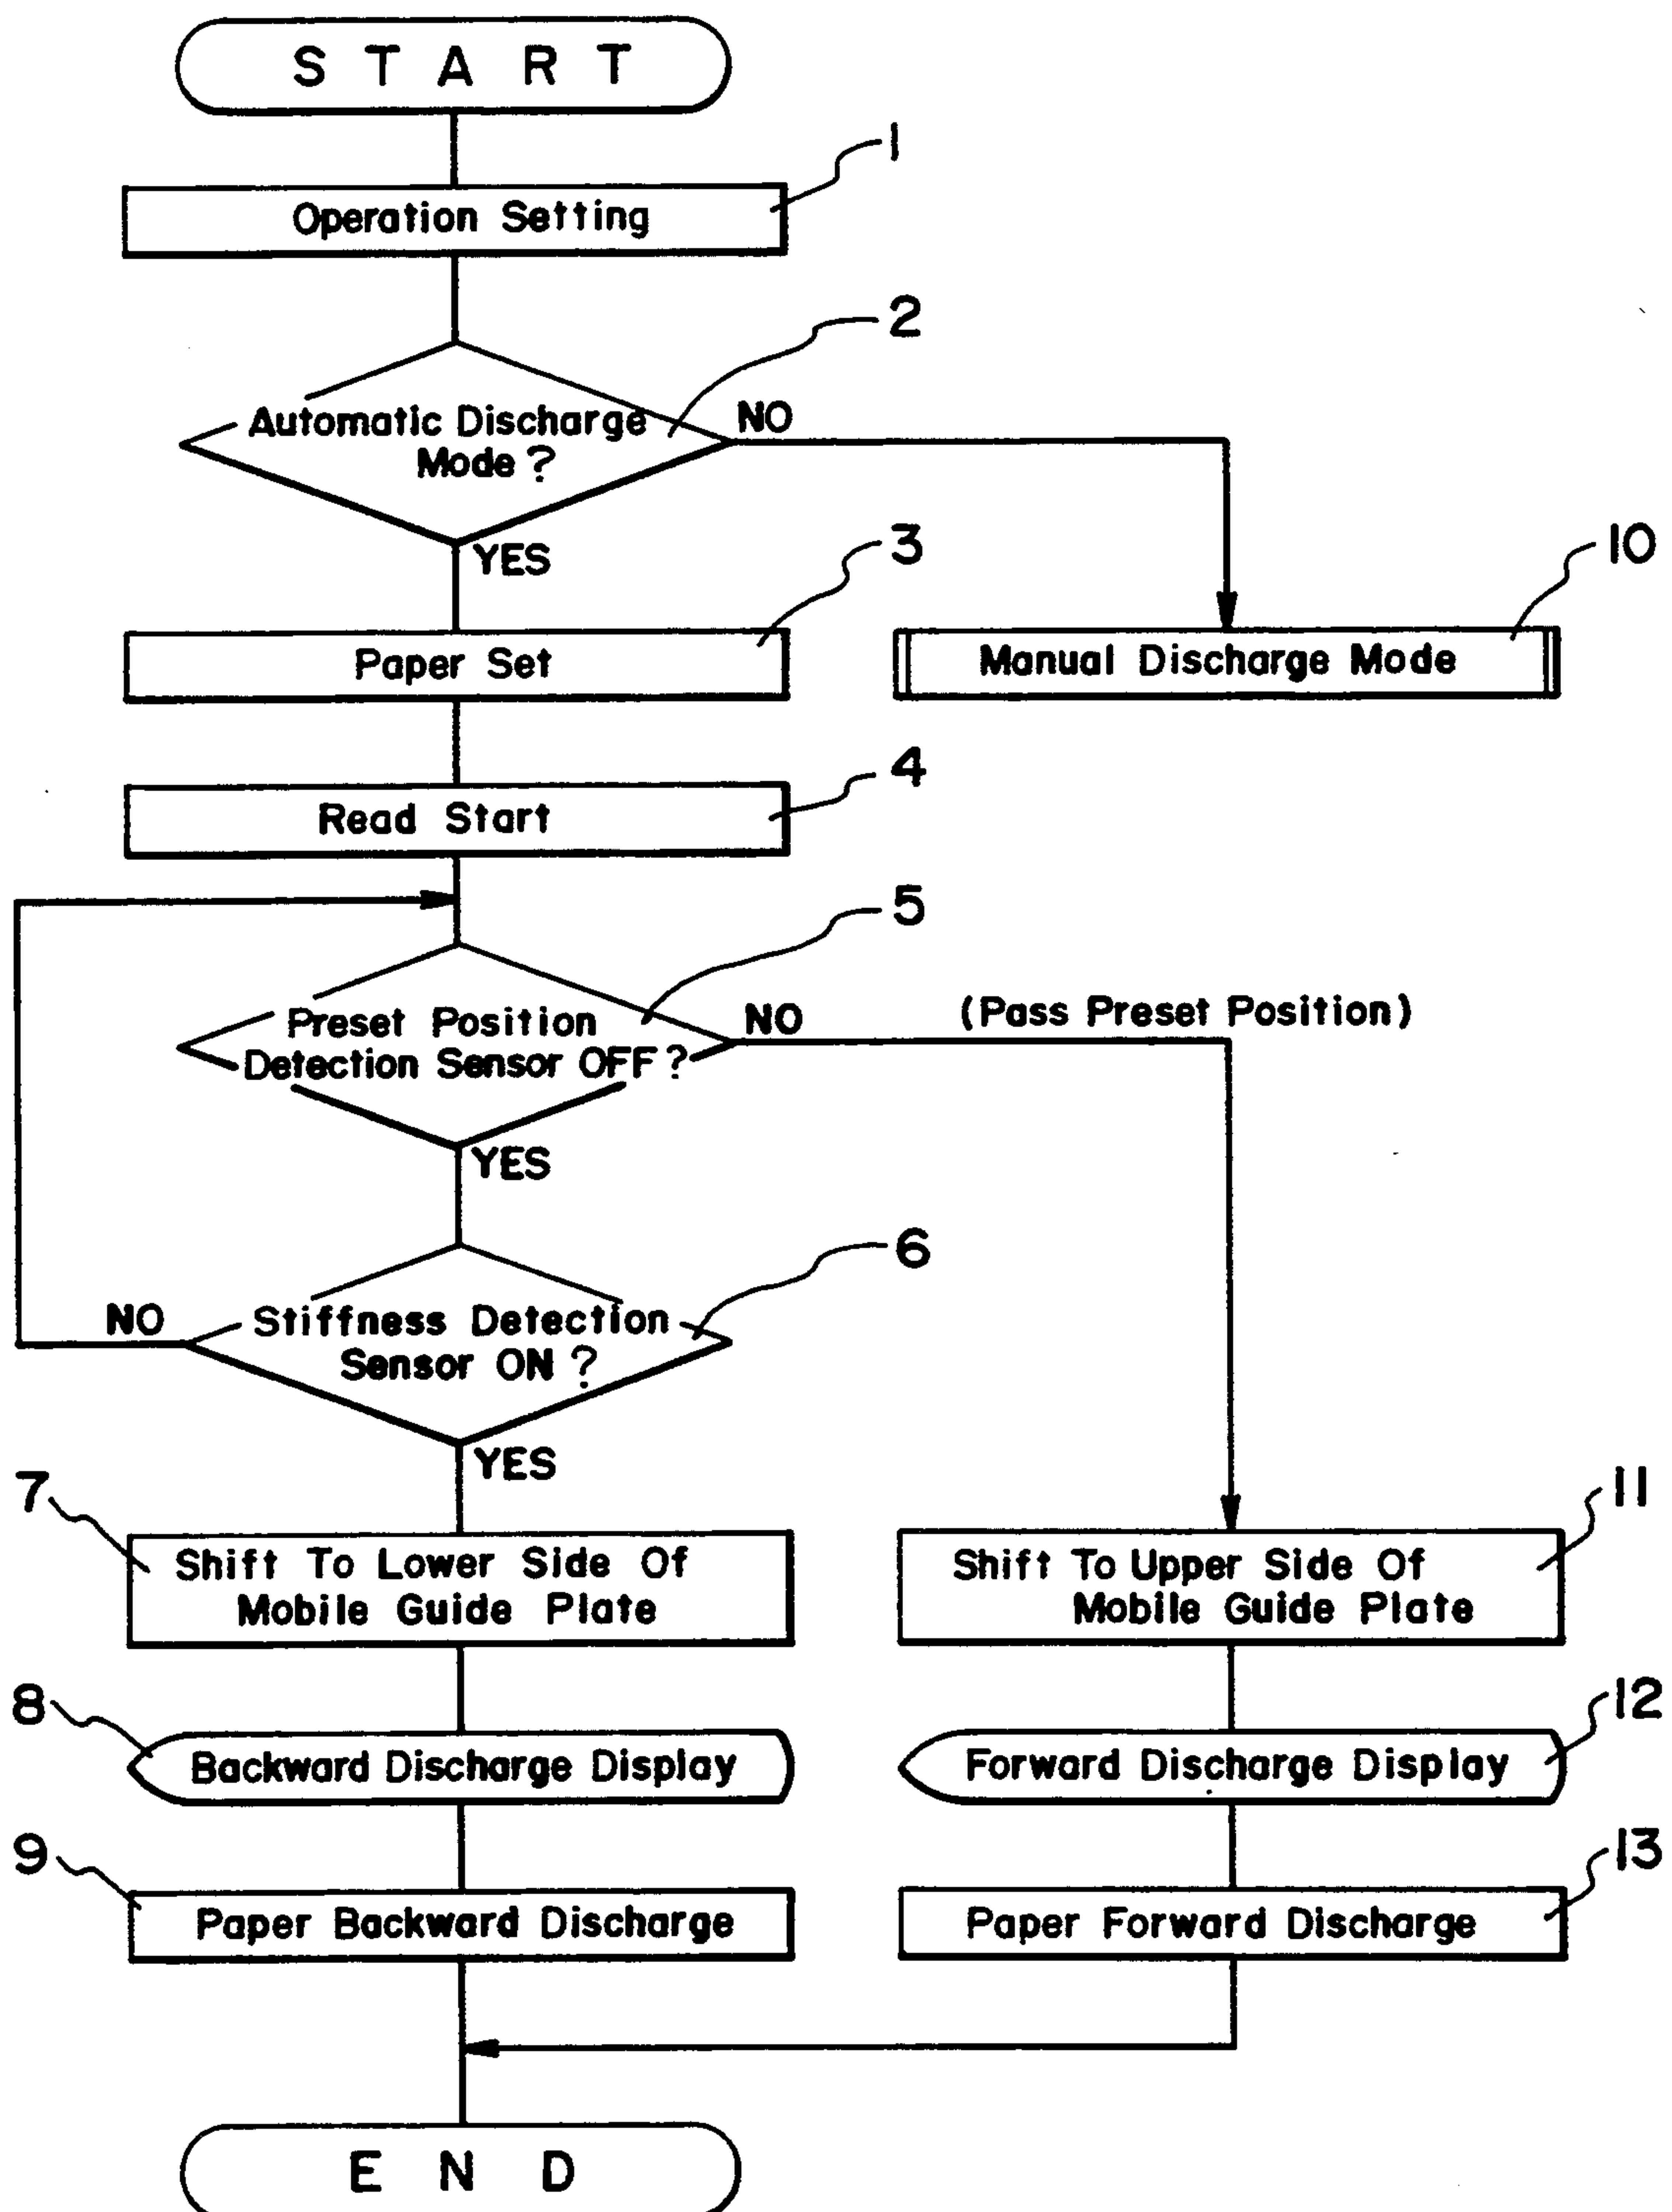 START
1
Operation Setting
2
Automatic Discharge
Mode?
NO
YES
3
Paper Set
10
Manual Discharge Mode
4
Read Start
5
Preset Position
Detection Sensor OFF?
NO
(Pass Preset Position)
YES
6
Stiffness Detection
Sensor ON?
NO
YES
7
Shift To Lower Side Of
Mobile Guide Plate
11
Shift To Upper Side Of
Mobile Guide Plate
8
Backward Discharge Display
12
Forward Discharge Display
9
Paper Backward Discharge
13
Paper Forward Discharge
END